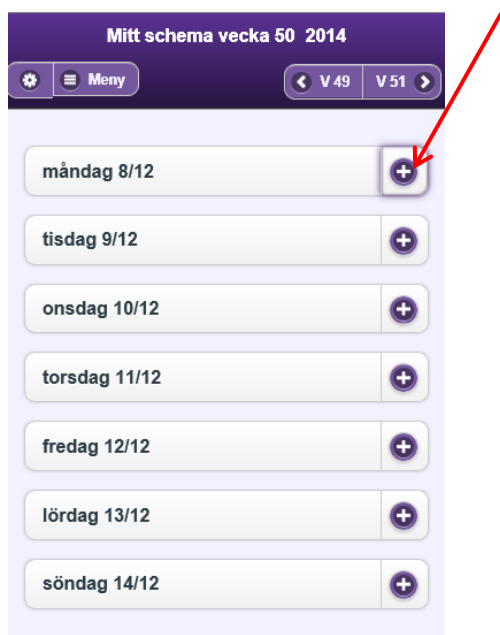 Mitt schema vecka 50 2014
Meny V 49 V 51
måndag 8/12
tisdag 9/12
onsdag 10/12
torsdag 11/12
fredag 12/12
lördag 13/12
söndag 14/12